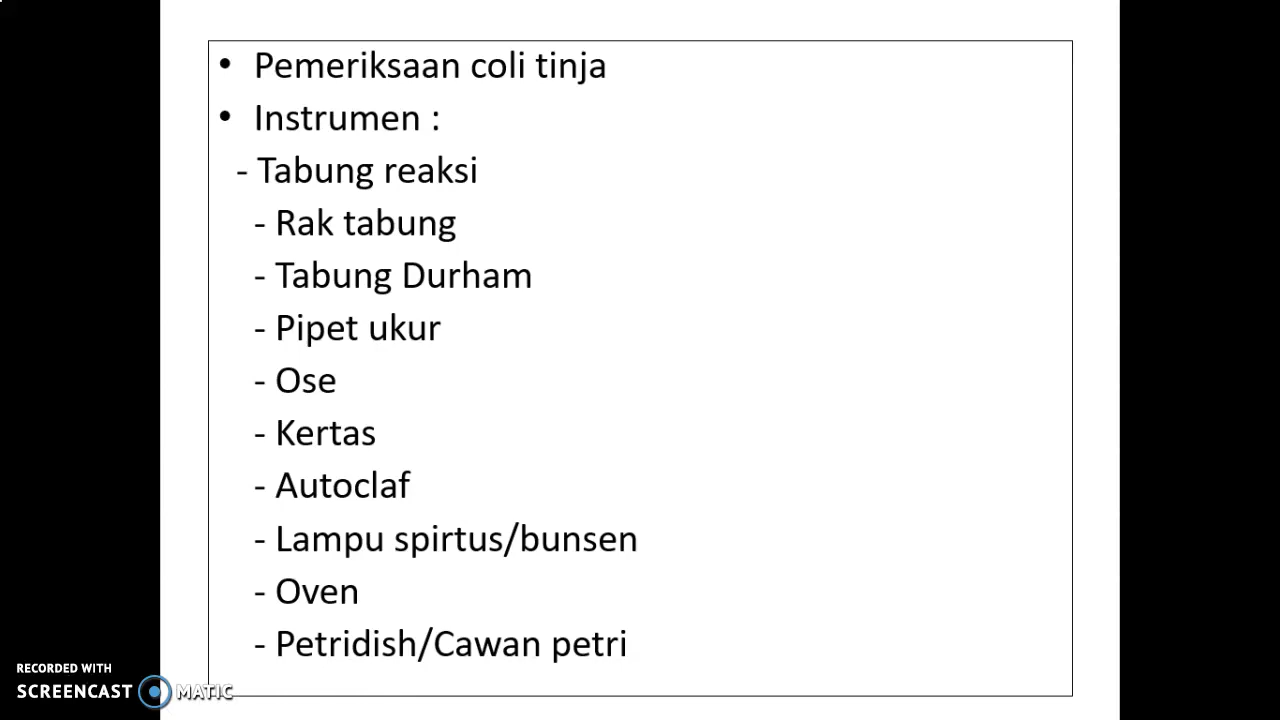 • Pemeriksaan coli tinja
• Instrumen :
- Tabung reaksi
- Rak tabung
- Tabung Durham
- Pipet ukur
- Ose
- Kertas
- Autoclaf
- Lampu spirtus/bunsen
- Oven
- Petridish/Cawan petri
RECORDED WITH
SCREENCAST MATIC